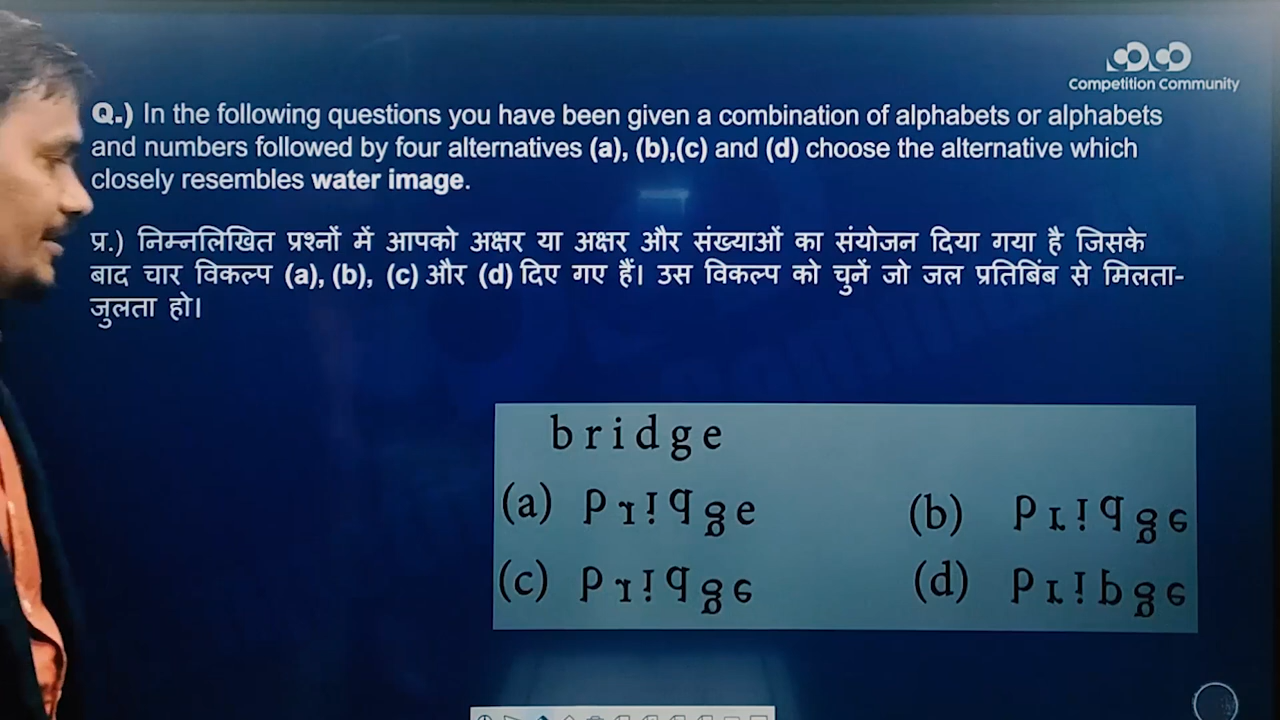 Competition Community
Q.) In the following questions you have been given a combination of alphabets or alphabets
and numbers followed by four alternatives (a), (b),(c) and (d) choose the alternative which
closely resembles water image.
प्र.) निम्नलिखित प्रश्नों में आपको अक्षर या अक्षर और संख्याओं का संयोजन दिया गया है जिसके
बाद चार विकल्प (a), (b), (c) और (d) दिए गए हैं। उस विकल्प को चुनें जो जल प्रतिबिंब से मिलता-
जुलता हो।
bridge
(a)
(b)
(c)
(d)